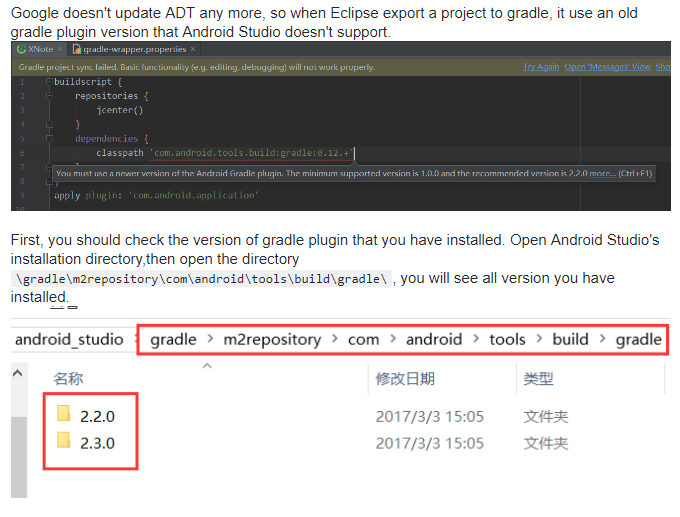 Google doesn't update ADT any more, so when Eclipse export a project to gradle, it use an old
gradle plugin version that Android Studio doesn't support.
XNote × gradle-wrapper.properties ×
Gradle project sync failed. Basic functionality (e.g. editing, debugging) will not work properly. Try Again Open 'Messages' View Sho
1 buildscript {
2 repositories {
3 jcenter()
4 }
5 dependencies {
6 classpath 'com.android.tools.build:gradle:0.12.+'
7
You must use a newer version of the Android Gradle plugin. The minimum supported version is 1.0.0 and the recommended version is 2.2.0 more... (Ctrl+F1)
8 }
9 apply plugin: 'com.android.application'
10
First, you should check the version of gradle plugin that you have installed. Open Android Studio's
installation directory,then open the directory
\gradle\m2repository\com\android\tools\build\gradle\ , you will see all version you have
installed.
android_studio > gradle > m2repository > com > android > tools > build > gradle
名称 修改日期 类型
2.2.0 2017/3/3 15:05 文件夹
2.3.0 2017/3/3 15:05 文件夹